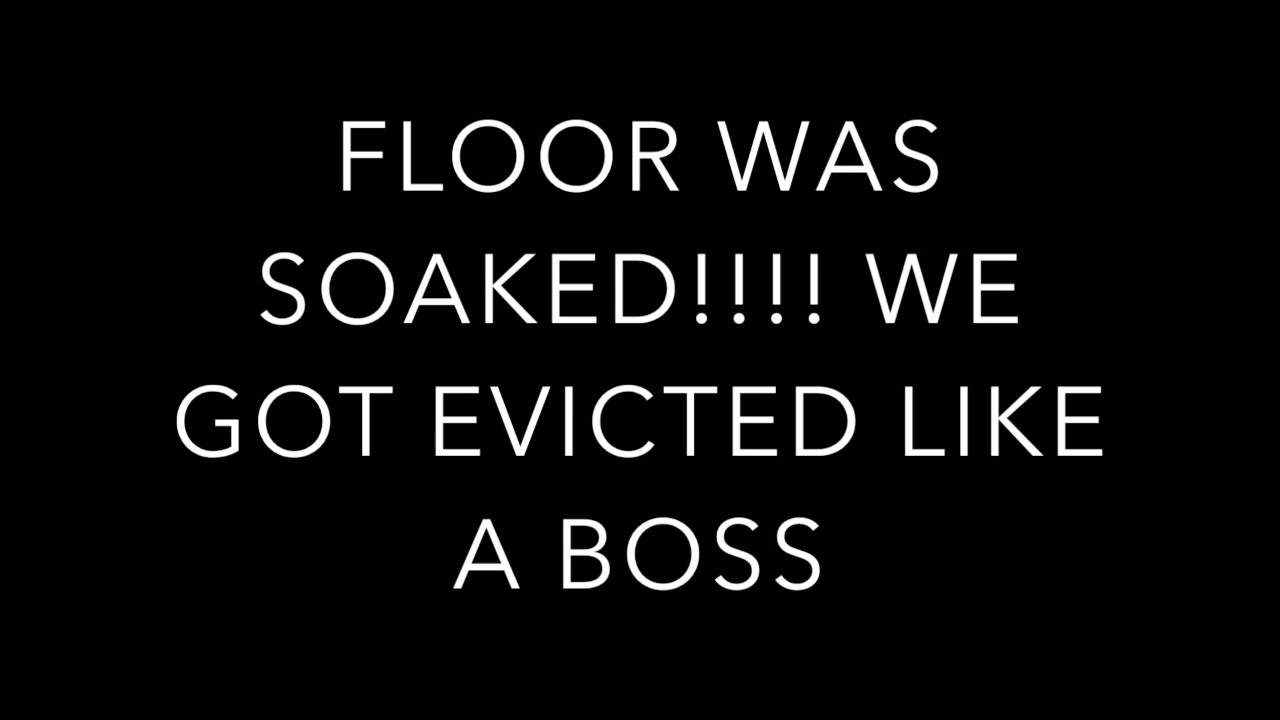 FLOOR WAS
SOAKED!!!! WE
GOT EVICTED LIKE
A BOSS